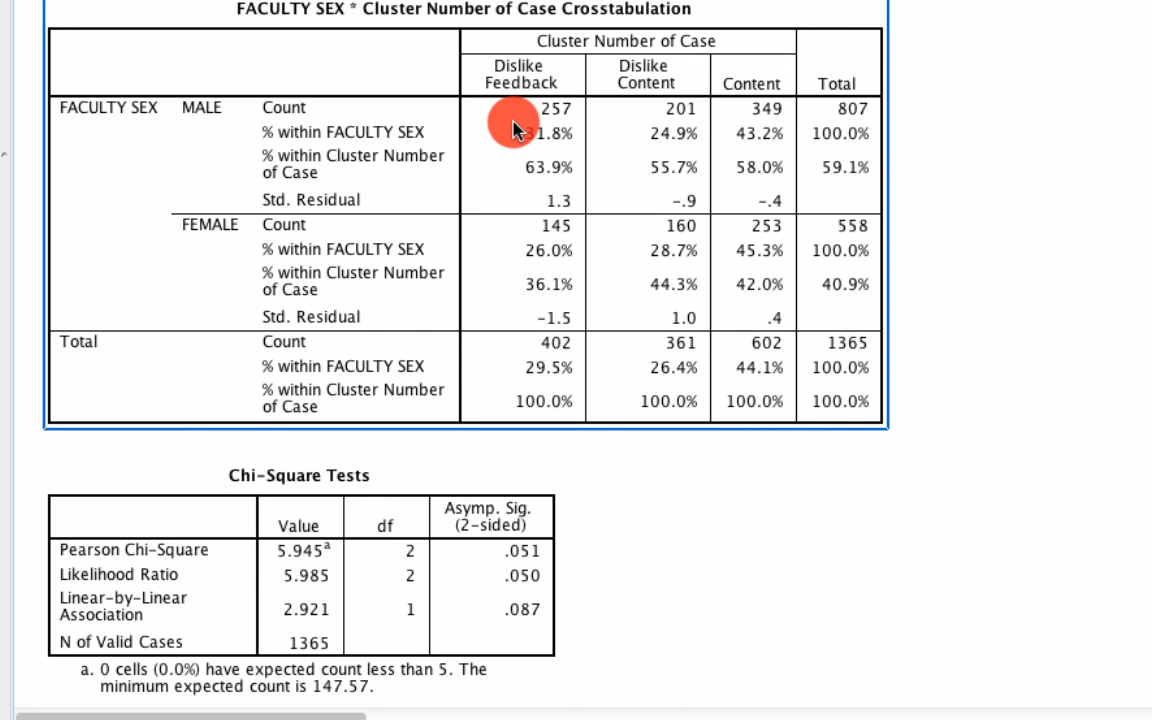 FACULTY SEX * Cluster Number of Case Crosstabulation
Cluster Number of Case
Dislike Feedback Dislike Content Content Total
FACULTY SEX MALE Count 257 201 349 807
% within FACULTY SEX 31.8% 24.9% 43.2% 100.0%
% within Cluster Number of Case 63.9% 55.7% 58.0% 59.1%
Std. Residual 1.3 -.9 -.4
FEMALE Count 145 160 253 558
% within FACULTY SEX 26.0% 28.7% 45.3% 100.0%
% within Cluster Number of Case 36.1% 44.3% 42.0% 40.9%
Std. Residual -1.5 1.0 .4
Total Count 402 361 602 1365
% within FACULTY SEX 29.5% 26.4% 44.1% 100.0%
% within Cluster Number of Case 100.0% 100.0% 100.0% 100.0%
Chi-Square Tests
Value df Asymp. Sig. (2-sided)
Pearson Chi-Square 5.945a 2 .051
Likelihood Ratio 5.985 2 .050
Linear-by-Linear Association 2.921 1 .087
N of Valid Cases 1365
a. 0 cells (0.0%) have expected count less than 5. The
minimum expected count is 147.57.